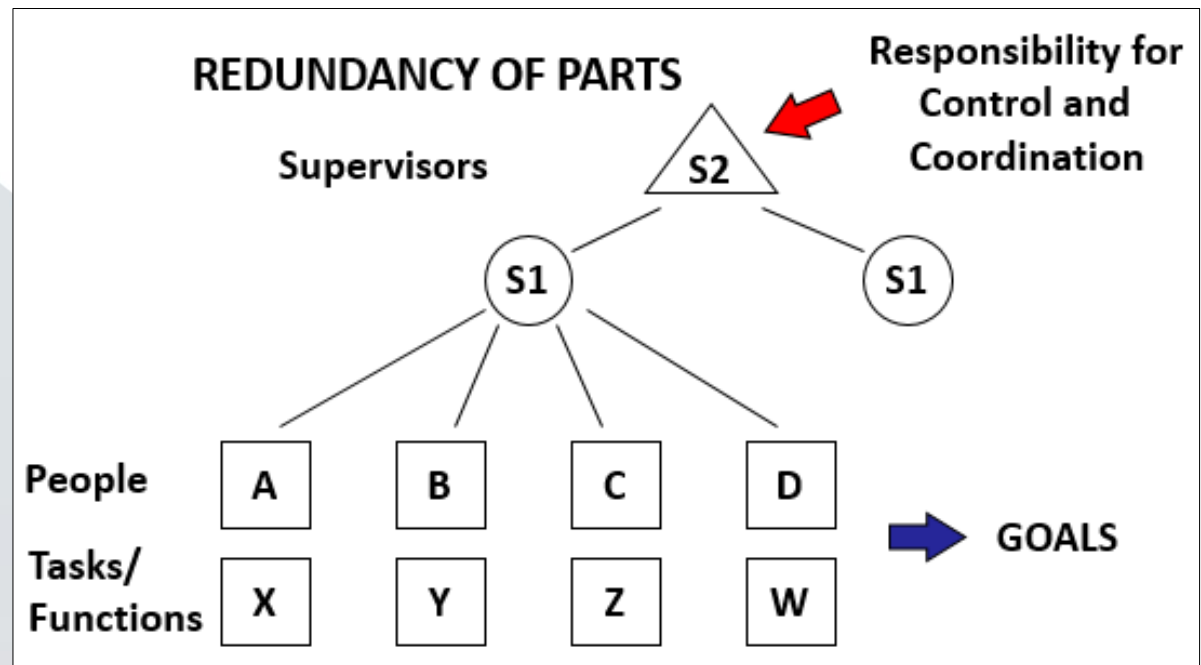 REDUNDANCY OF PARTS
Responsibility for
Control and
Coordination
Supervisors
S2
S1
S1
People
A
B
C
D
GOALS
Tasks/
Functions
X
Y
Z
W